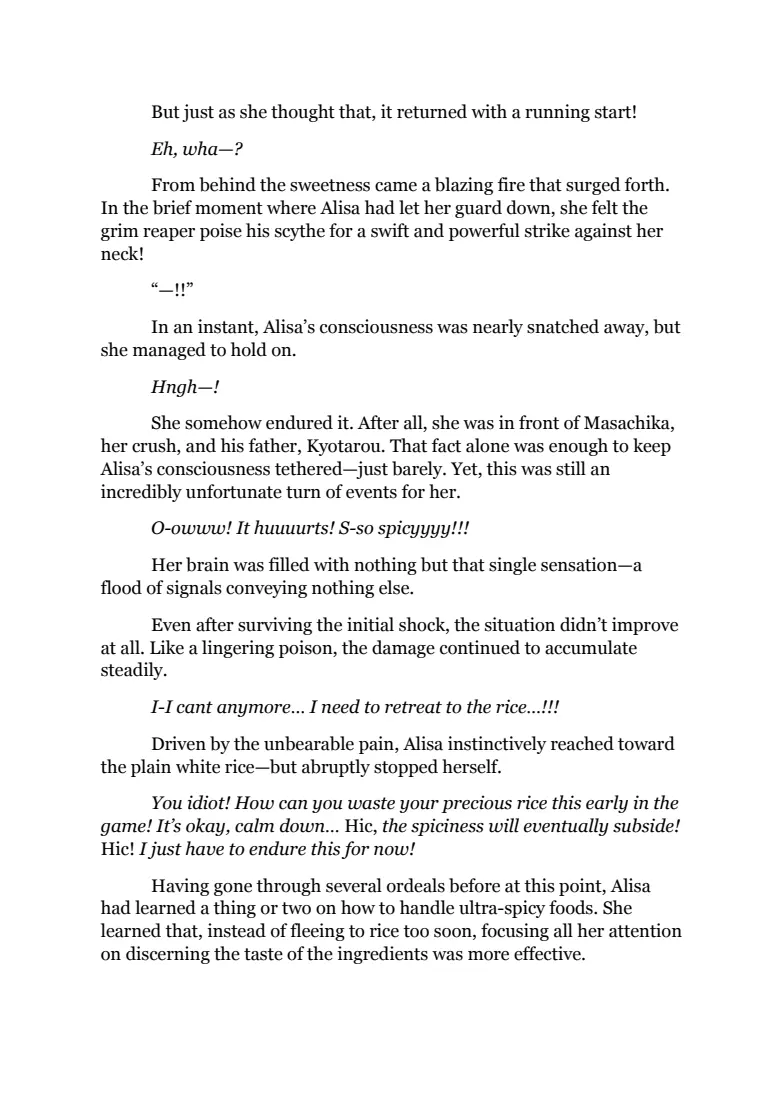 But just as she thought that, it returned with a running start!
Eh, wha—?
From behind the sweetness came a blazing fire that surged forth.
In the brief moment where Alisa had let her guard down, she felt the
grim reaper poise his scythe for a swift and powerful strike against her
neck!
“—!!”
In an instant, Alisa’s consciousness was nearly snatched away, but
she managed to hold on.
Hngh—!
She somehow endured it. After all, she was in front of Masachika,
her crush, and his father, Kyotarou. That fact alone was enough to keep
Alisa’s consciousness tethered—just barely. Yet, this was still an
incredibly unfortunate turn of events for her.
O-owww! It huuuurts! S-so spicyyyy!!!
Her brain was filled with nothing but that single sensation—a
flood of signals conveying nothing else.
Even after surviving the initial shock, the situation didn’t improve
at all. Like a lingering poison, the damage continued to accumulate
steadily.
I-I cant anymore… I need to retreat to the rice…!!!
Driven by the unbearable pain, Alisa instinctively reached toward
the plain white rice—but abruptly stopped herself.
You idiot! How can you waste your precious rice this early in the
game! It’s okay, calm down… Hic, the spiciness will eventually subside!
Hic! I just have to endure this for now!
Having gone through several ordeals before at this point, Alisa
had learned a thing or two on how to handle ultra-spicy foods. She
learned that, instead of fleeing to rice too soon, focusing all her attention
on discerning the taste of the ingredients was more effective.